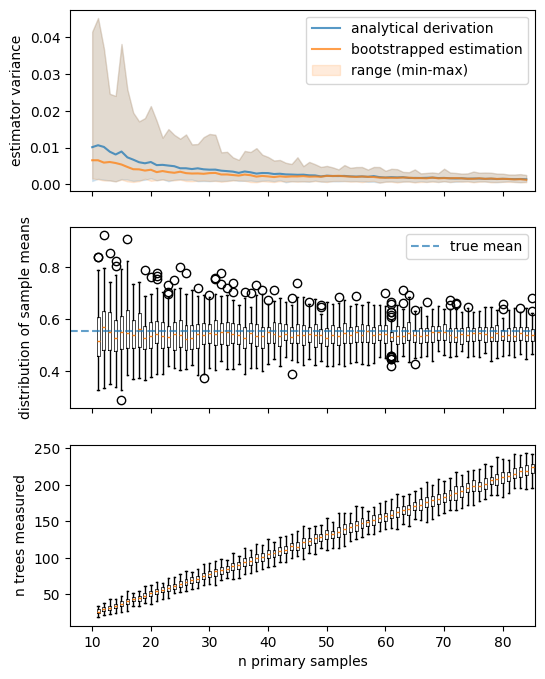 0.04
0.03
0.02
0.01
0.00
estimator variance
analytical derivation
bootstrapped estimation
range (min-max)
0.8
0.6
0.4
distribution of sample means
true mean
250
200
150
100
50
n trees measured
10 20 30 40 50 60 70 80
n primary samples